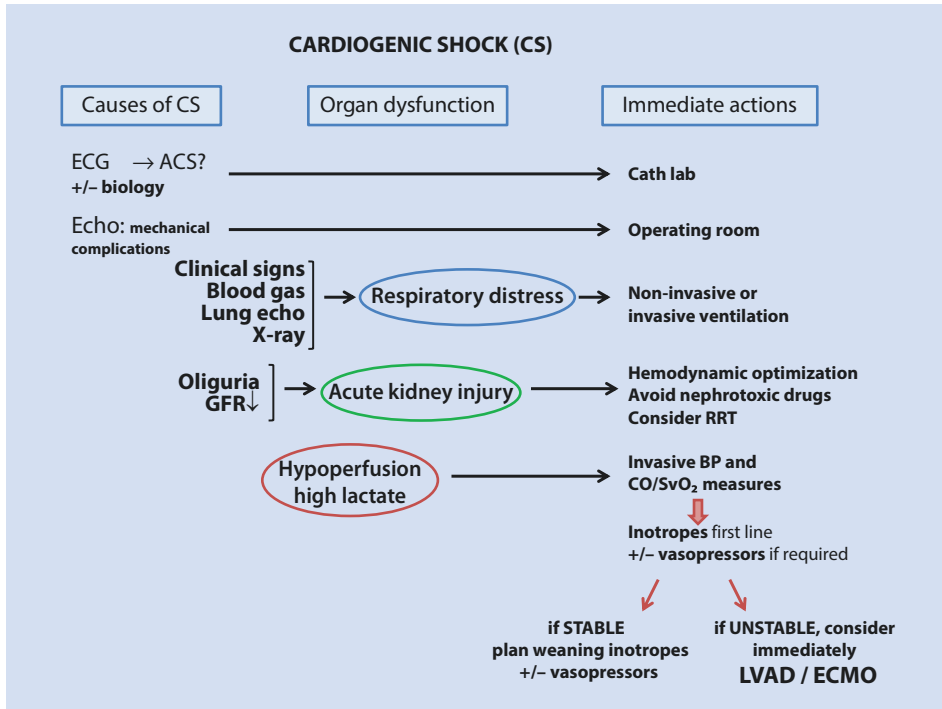 CARDIOGENIC SHOCK (CS)
Causes of CS
Organ dysfunction
Immediate actions
ECG → ACS?
+/– biology
Cath lab
Echo: mechanical
complications
Operating room
Clinical signs
Blood gas
Lung echo
X-ray
Respiratory distress
Non-invasive or
invasive ventilation
Oliguria
GFR↓
Acute kidney injury
Hemodynamic optimization
Avoid nephrotoxic drugs
Consider RRT
Hypoperfusion
high lactate
Invasive BP and
CO/SvO₂ measures
Inotropes first line
+/– vasopressors if required
if STABLE
plan weaning inotropes
+/– vasopressors
if UNSTABLE, consider
immediately
LVAD / ECMO